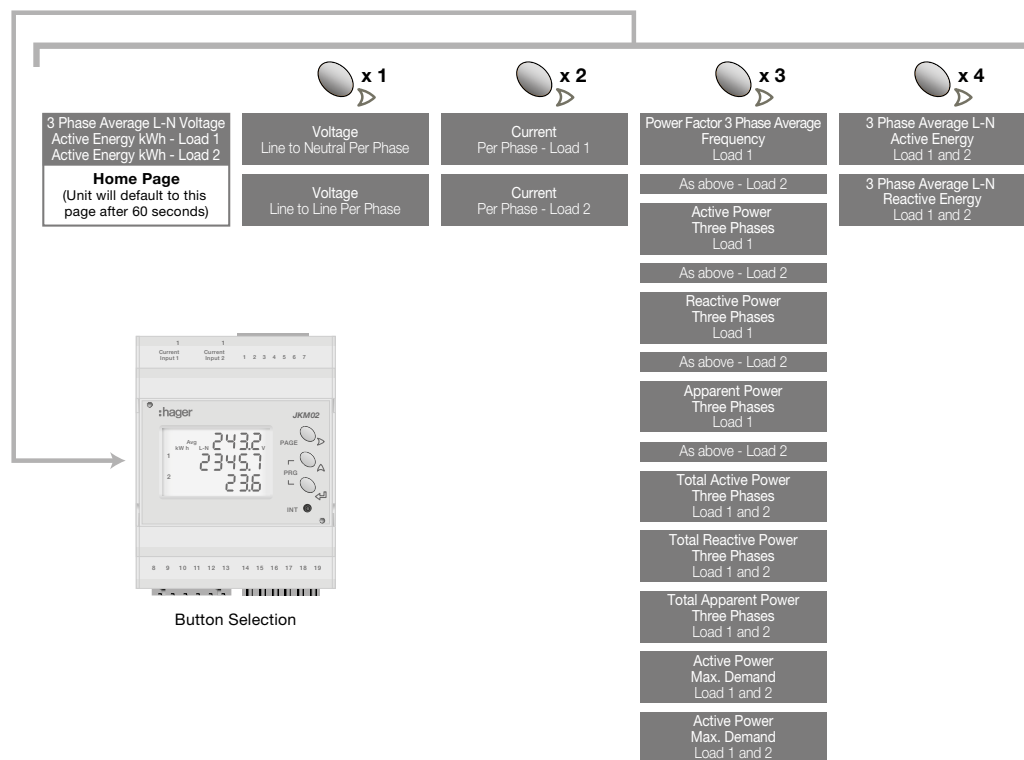 x 1
x 2
x 3
x 4
3 Phase Average L-N Voltage
Active Energy kWh - Load 1
Active Energy kWh - Load 2
Home Page
(Unit will default to this
page after 60 seconds)
Voltage
Line to Neutral Per Phase
Voltage
Line to Line Per Phase
Current
Per Phase - Load 1
Current
Per Phase - Load 2
Power Factor 3 Phase Average
Frequency
Load 1
As above - Load 2
Active Power
Three Phases
Load 1
As above - Load 2
Reactive Power
Three Phases
Load 1
As above - Load 2
Apparent Power
Three Phases
Load 1
As above - Load 2
Total Active Power
Three Phases
Load 1 and 2
Total Reactive Power
Three Phases
Load 1 and 2
Total Apparent Power
Three Phases
Load 1 and 2
Active Power
Max. Demand
Load 1 and 2
Active Power
Max. Demand
Load 1 and 2
3 Phase Average L-N
Active Energy
Load 1 and 2
3 Phase Average L-N
Reactive Energy
Load 1 and 2
1 1
Current Current
Input 1 Input 2 1 2 3 4 5 6 7
:hager JKM02
Avg
kW h L-N 243.2 V
1 2345.7
2 23.6
PAGE
PRG
INT
8 9 10 11 12 13 14 15 16 17 18 19
Button Selection